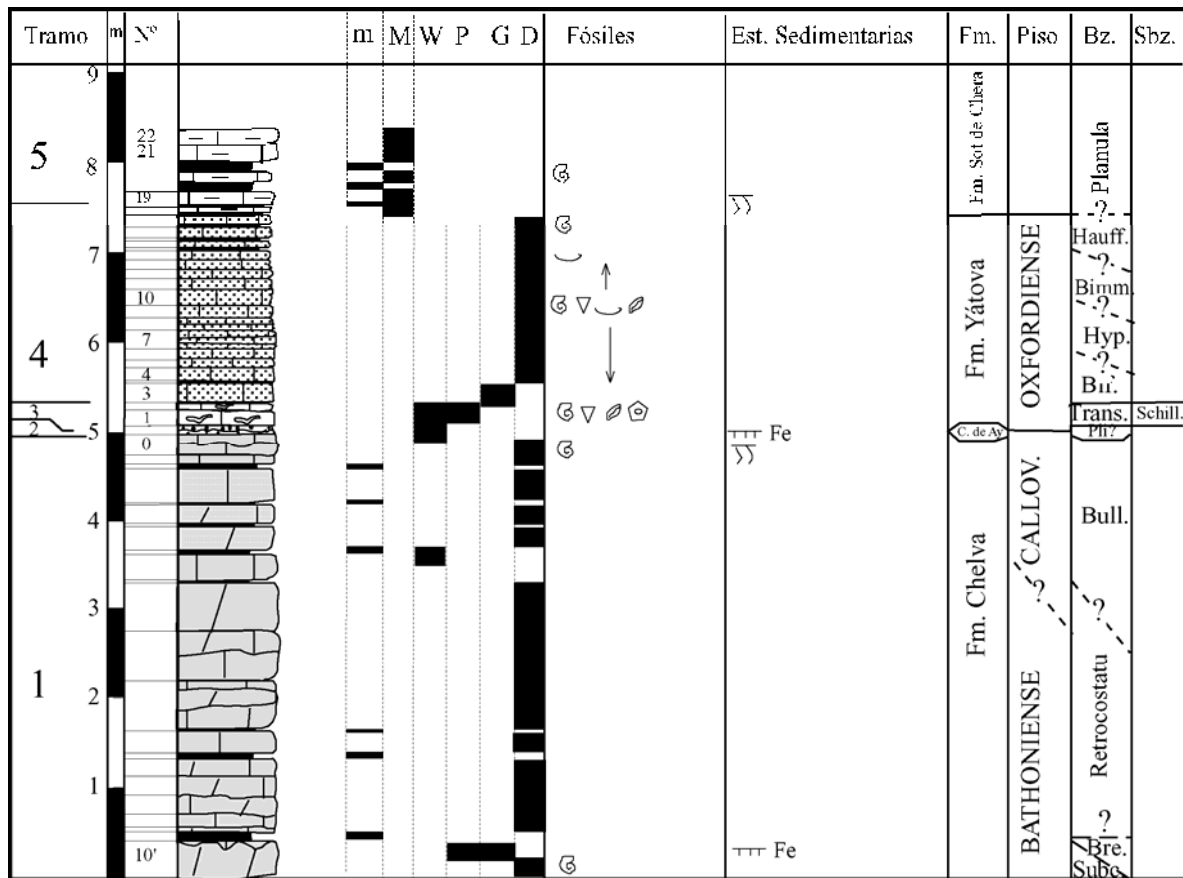 Tramo m Nº m M W P G D Fósiles Est. Sedimentarias Fm. Piso Bz. Sbz.
9
22
21
5
8
Fm. Sot de Chera
Planula
19
?
7
Hauff.
?
10
Bimm.
?
4
6
7
Fm. Yátova
OXFORDIENSE
Hyp.
?
4
3
Bif.
3
1
Trans.
Schill.
2
5
0
Fe
C. de Ay
Pli?
4
CALLOV.
Bull.
3
?
?
Fm. Chelva
1
2
BATHONIENSE
Retrocostatu
1
?
10'
Fe
Bre.
Subc.